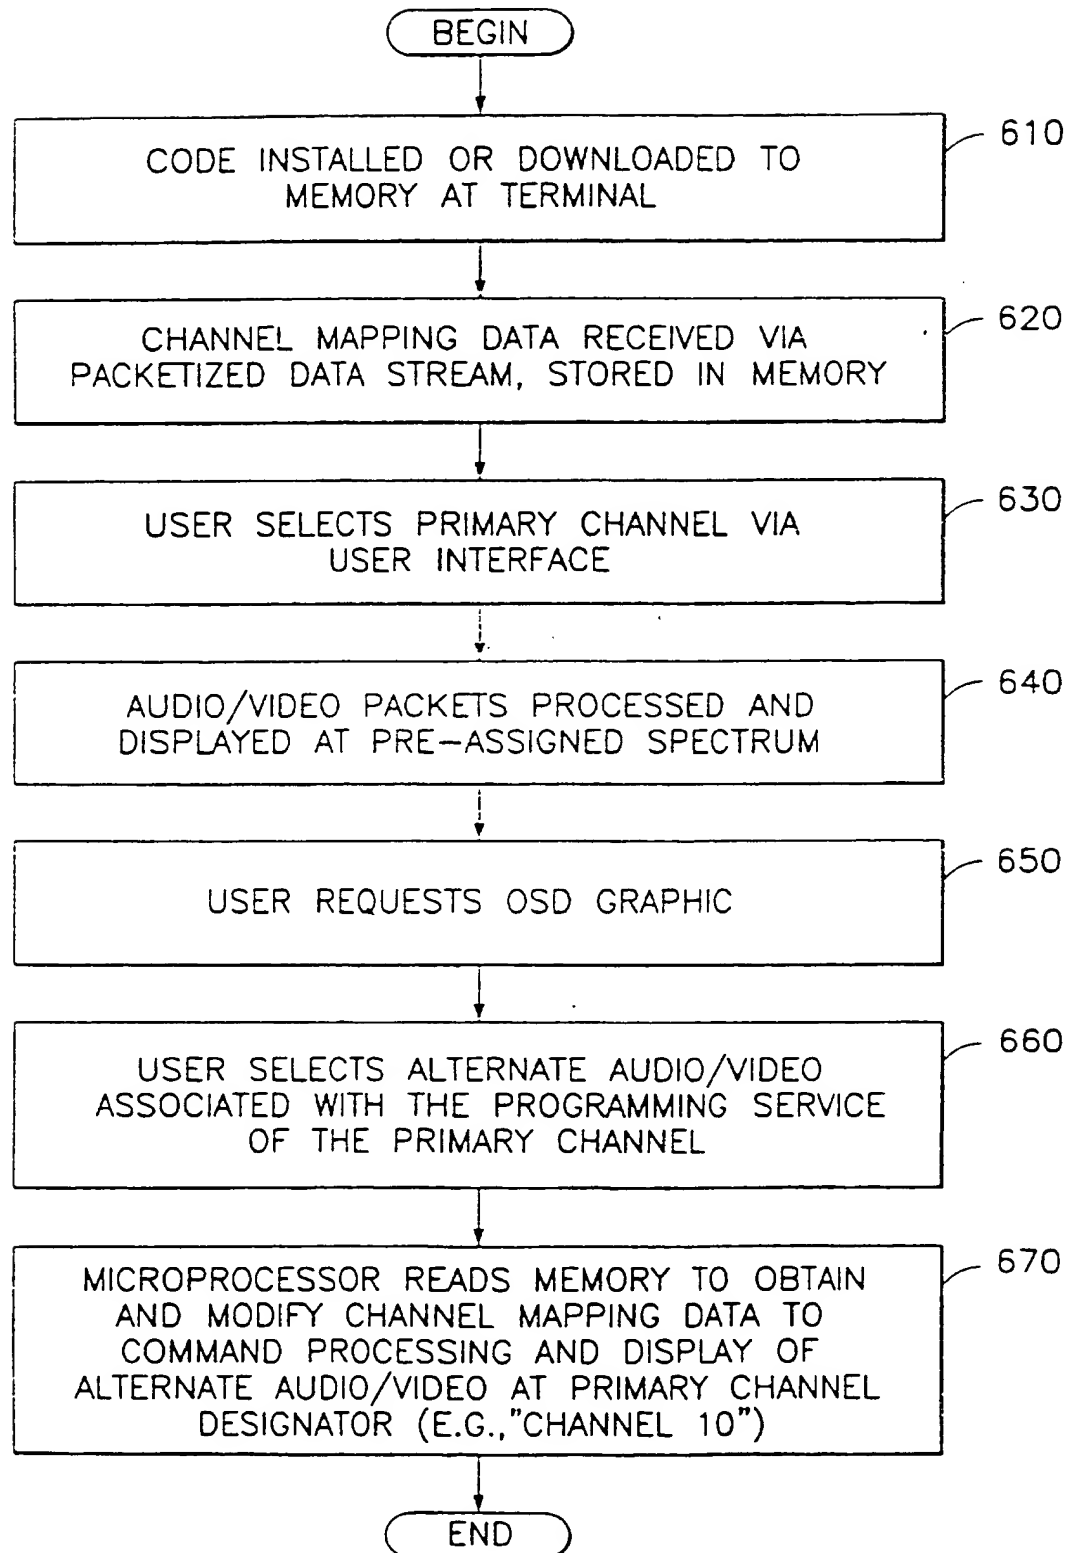 BEGIN
610
CODE INSTALLED OR DOWNLOADED TO
MEMORY AT TERMINAL
620
CHANNEL MAPPING DATA RECEIVED VIA
PACKETIZED DATA STREAM, STORED IN MEMORY
630
USER SELECTS PRIMARY CHANNEL VIA
USER INTERFACE
640
AUDIO/VIDEO PACKETS PROCESSED AND
DISPLAYED AT PRE-ASSIGNED SPECTRUM
650
USER REQUESTS OSD GRAPHIC
660
USER SELECTS ALTERNATE AUDIO/VIDEO
ASSOCIATED WITH THE PROGRAMMING SERVICE
OF THE PRIMARY CHANNEL
670
MICROPROCESSOR READS MEMORY TO OBTAIN
AND MODIFY CHANNEL MAPPING DATA TO
COMMAND PROCESSING AND DISPLAY OF
ALTERNATE AUDIO/VIDEO AT PRIMARY CHANNEL
DESIGNATOR (E.G.,"CHANNEL 10")
END